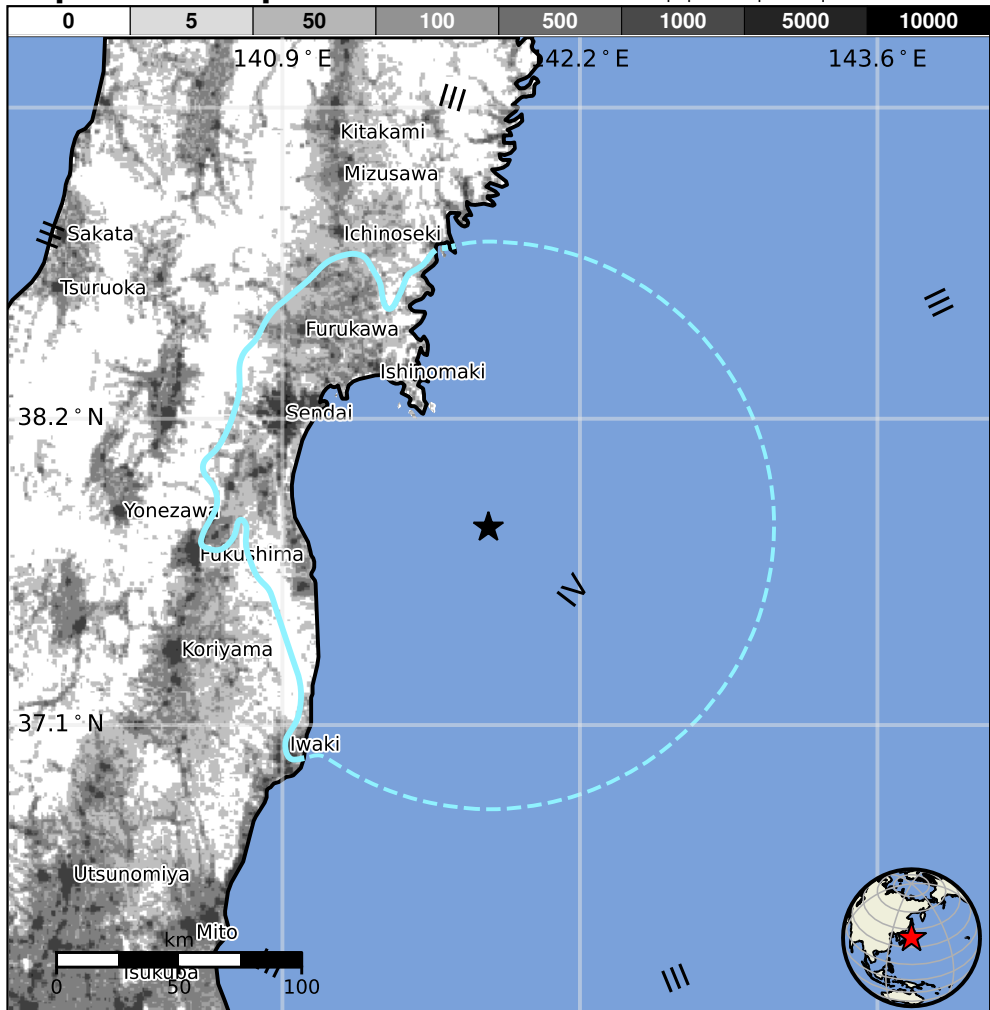 0 5 50 100 500 1000 5000 10000
140.9°E 142.2°E 143.6°E
III
Kitakami
Mizusawa
Ichinoseki
III Sakata
Tsuruoka
III
Furukawa
Ishinomaki
38.2°N
Sendai
Yonezawa
Fukushima
IV
Koriyama
37.1°N
Iwaki
Utsunomiya
Mito
km
III
Tsukuba
0 50 100